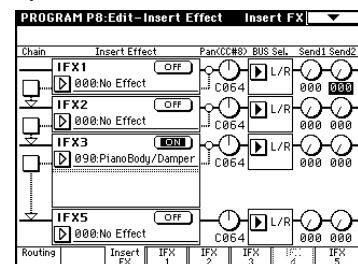 PROGRAM P8:Edit-Insert Effect Insert FX
Chain Insert Effect Pan(CC#8) BUS Sel. Send1 Send2
IFX1 OFF
000:No Effect C064 L/R 000 000
IFX2 OFF
000:No Effect C064 L/R 000 000
IFX3 ON
090:PianoBody/Damper C064 L/R 000 000
IFX5 OFF
000:No Effect C064 L/R 000 000
Routing Insert FX IFX 1 IFX 2 IFX 3 IFX 5